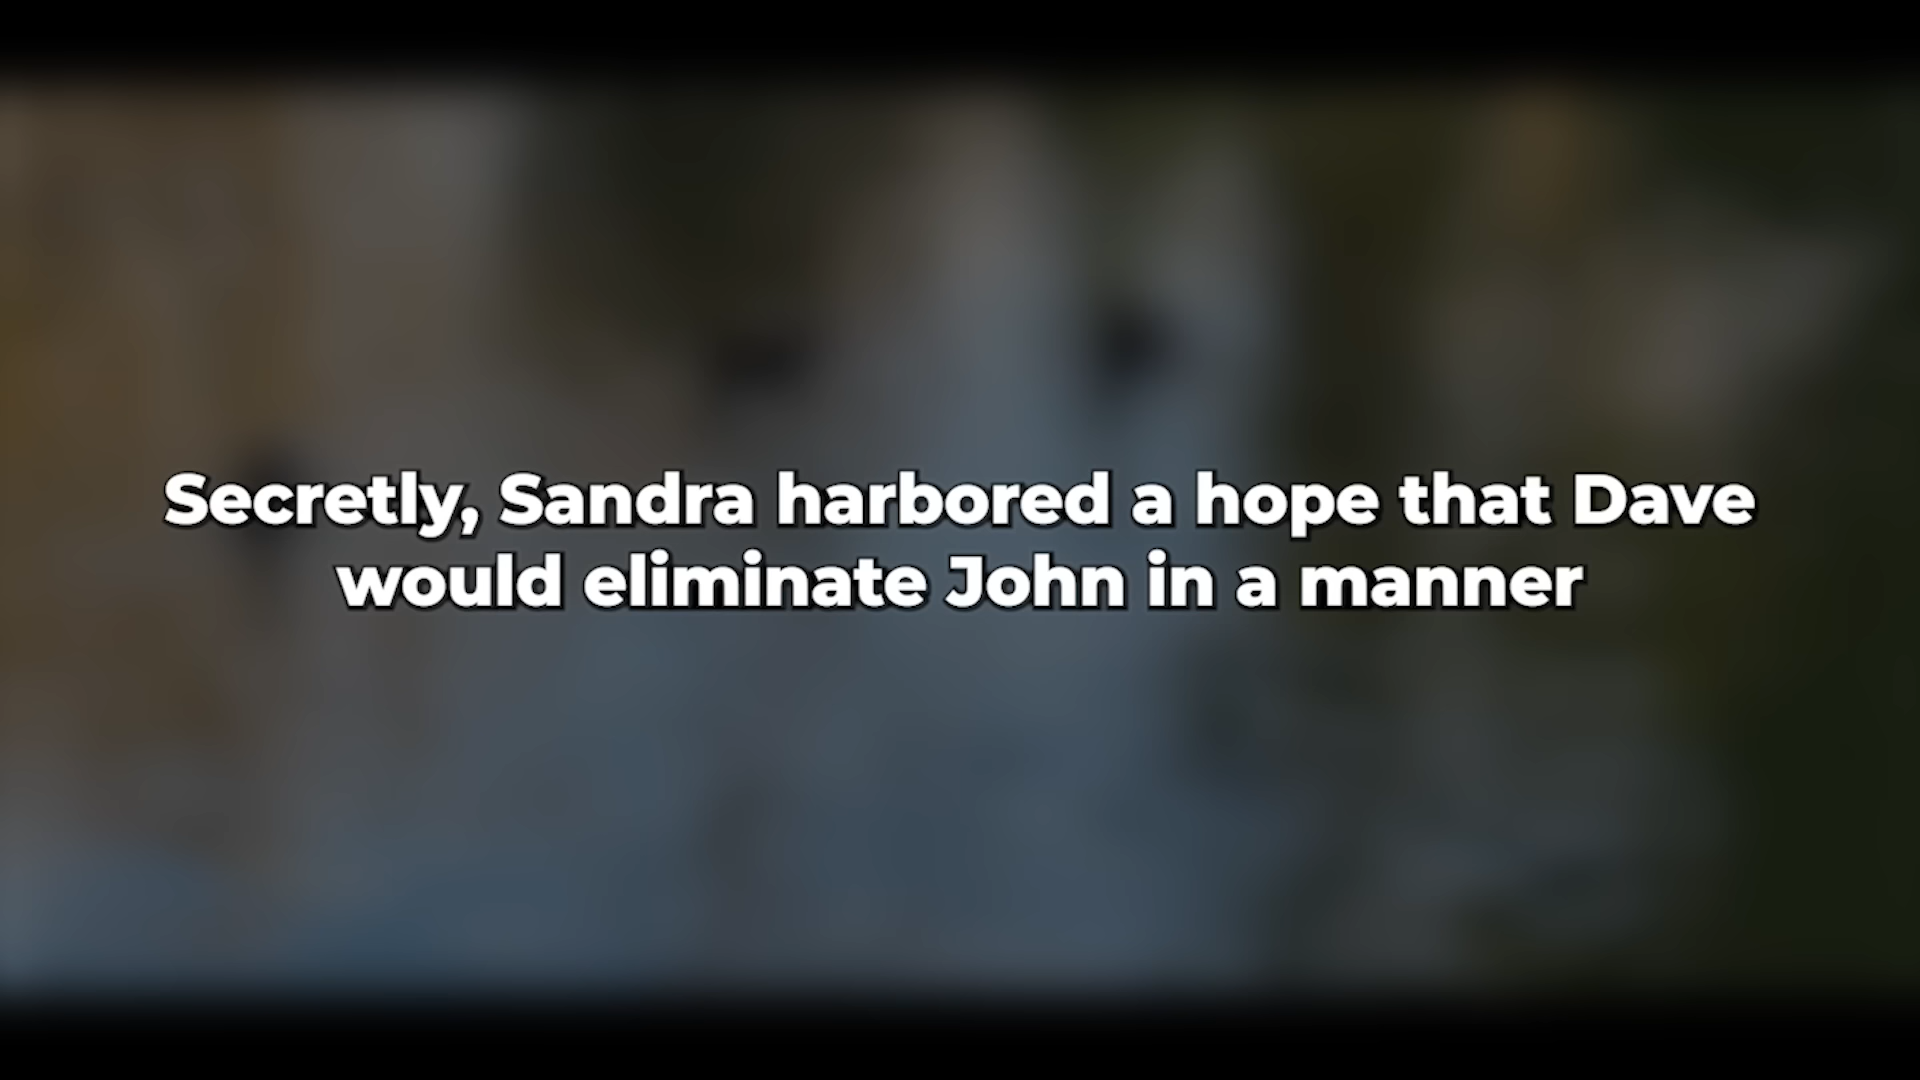 Secretly, Sandra harbored a hope that Dave
would eliminate John in a manner